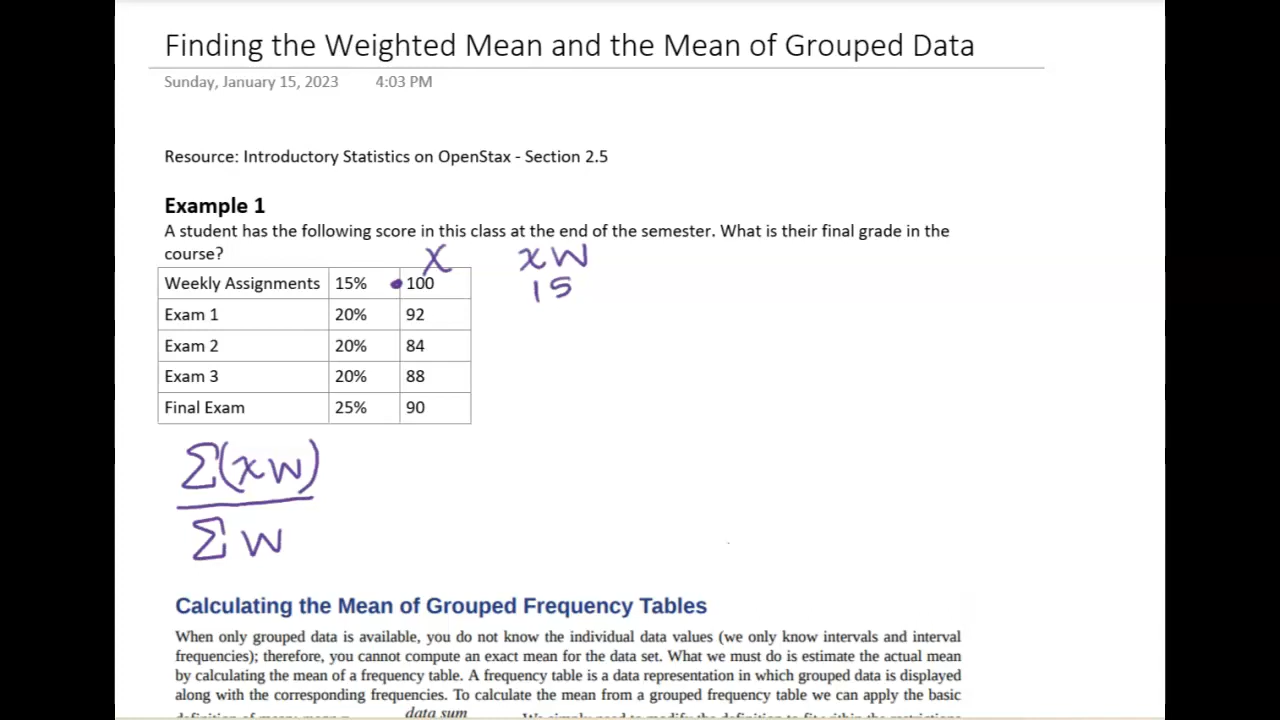 Finding the Weighted Mean and the Mean of Grouped Data
Sunday, January 15, 2023 4:03 PM
Resource: Introductory Statistics on OpenStax - Section 2.5
Example 1
A student has the following score in this class at the end of the semester. What is their final grade in the
course?
X xW
Weekly Assignments 15% 100 15
Exam 1 20% 92
Exam 2 20% 84
Exam 3 20% 88
Final Exam 25% 90
Σ(xW)
ΣW
Calculating the Mean of Grouped Frequency Tables
When only grouped data is available, you do not know the individual data values (we only know intervals and interval
frequencies); therefore, you cannot compute an exact mean for the data set. What we must do is estimate the actual mean
by calculating the mean of a frequency table. A frequency table is a data representation in which grouped data is displayed
along with the corresponding frequencies. To calculate the mean from a grouped frequency table we can apply the basic
data sum